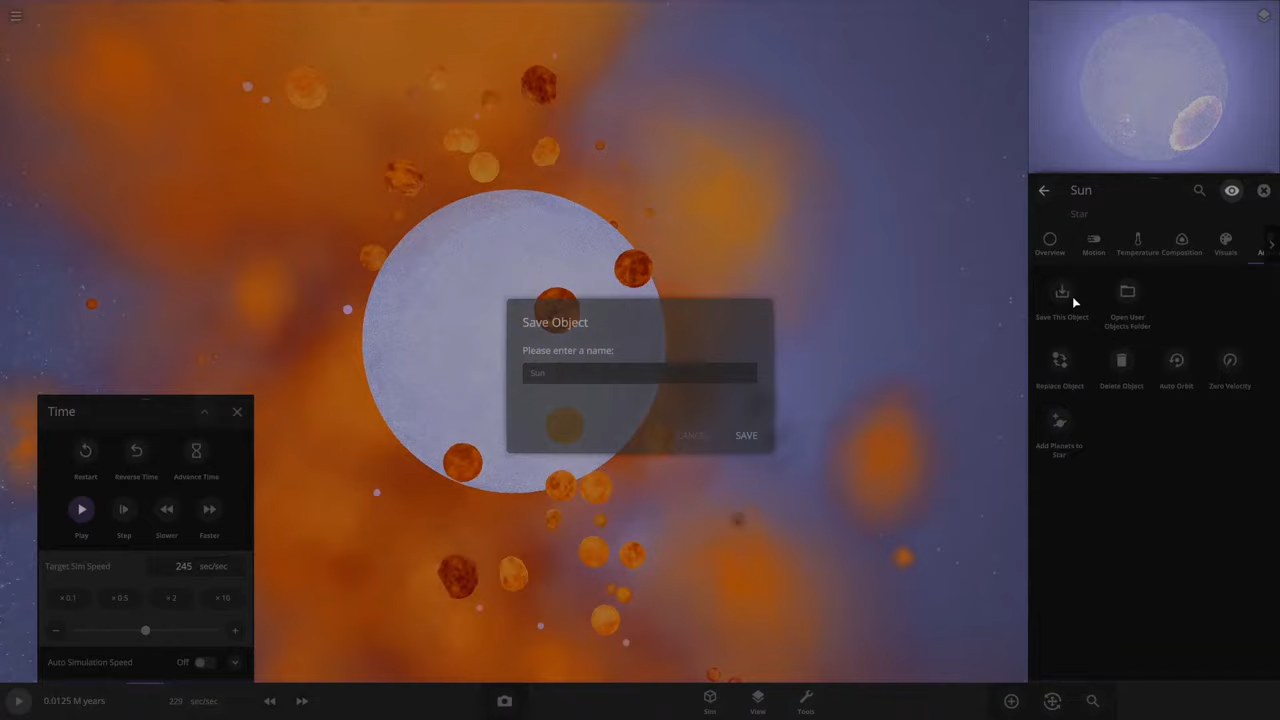 Sun
Star
Overview
Motion
Temperature
Composition
Visuals
Save This Object
Open User
Objects Folder
Replace Object
Delete Object
Auto Orbit
Zero Velocity
Add Planets to
Star
Save Object
Please enter a name:
Sun
CANCEL
SAVE
Time
Restart
Reverse Time
Advance Time
Play
Step
Slower
Faster
Target Sim Speed
245 sec/sec
× 0.1
× 0.5
× 2
× 10
Auto Simulation Speed
Off
0.0125 M years
229 sec/sec
Sim
View
Tools